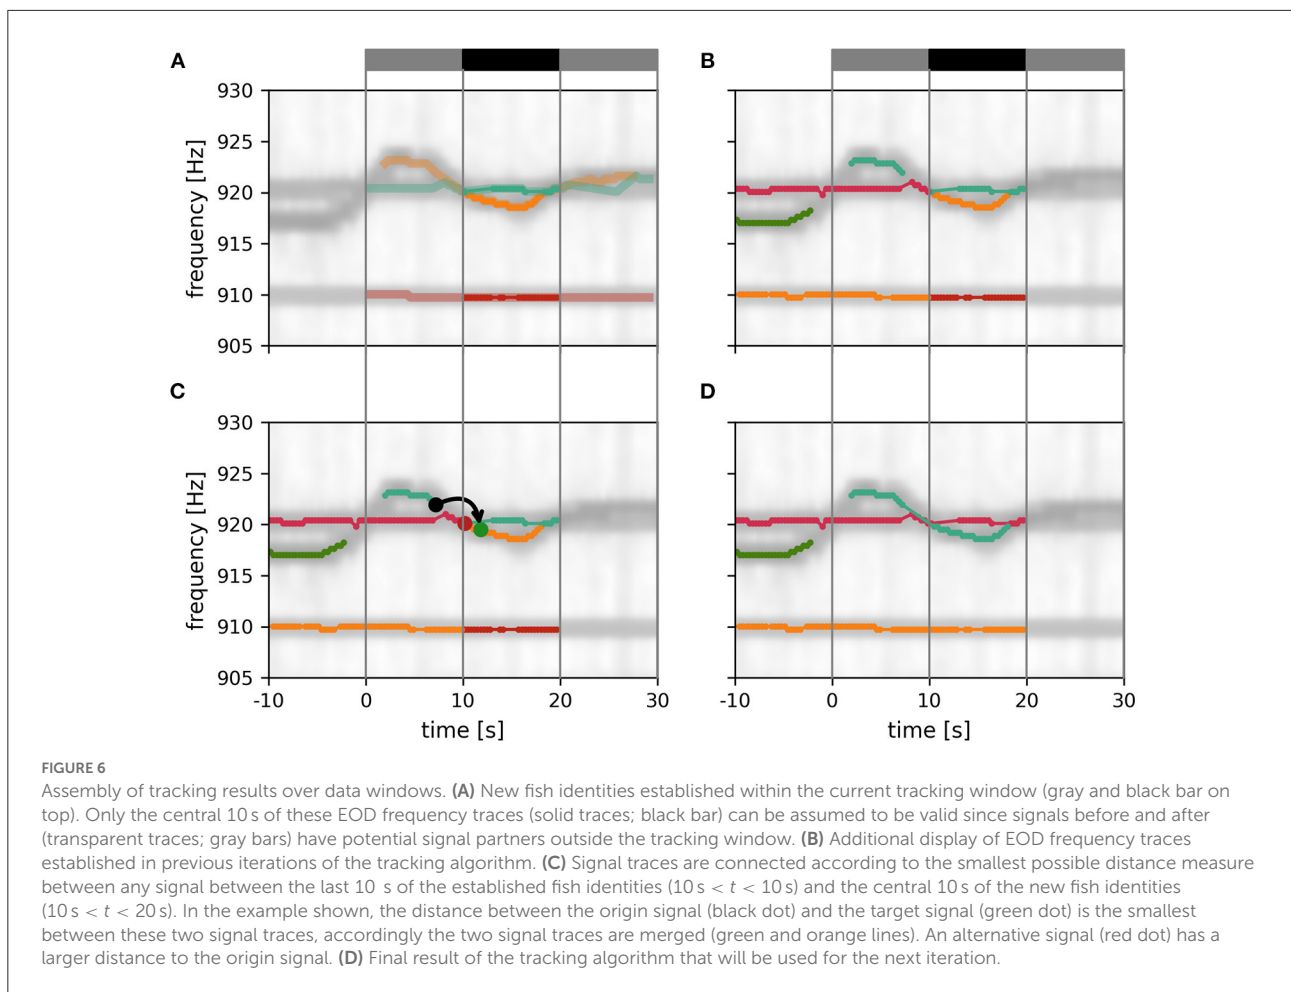 A
B
930
925
920
915
910
905
frequency [Hz]
C
D
930
925
920
915
910
905
frequency [Hz]
-10 0 10 20 30
-10 0 10 20 30
time [s]
time [s]
FIGURE 6
Assembly of tracking results over data windows. (A) New fish identities established within the current tracking window (gray and black bar on
top). Only the central 10 s of these EOD frequency traces (solid traces; black bar) can be assumed to be valid since signals before and after
(transparent traces; gray bars) have potential signal partners outside the tracking window. (B) Additional display of EOD frequency traces
established in previous iterations of the tracking algorithm. (C) Signal traces are connected according to the smallest possible distance measure
between any signal between the last 10 s of the established fish identities (10 s < t < 10 s) and the central 10 s of the new fish identities
(10 s < t < 20 s). In the example shown, the distance between the origin signal (black dot) and the target signal (green dot) is the smallest
between these two signal traces, accordingly the two signal traces are merged (green and orange lines). An alternative signal (red dot) has a
larger distance to the origin signal. (D) Final result of the tracking algorithm that will be used for the next iteration.